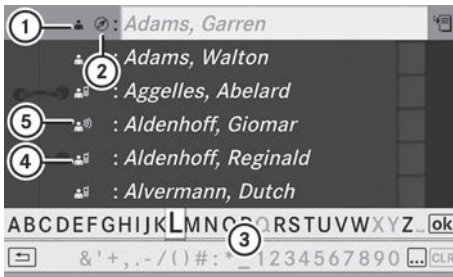 1 : Adams, Garren
2
: Adams, Walton
: Aggelles, Abelard
5 : Aldenhoff, Giomar
4 : Aldenhoff, Reginald
: Alvermann, Dutch
ABCDEFGHIJKLMNOPQRSTUVWXYZ_ ok
3
&'+,.-/()#:*_1234567890 ... CLR